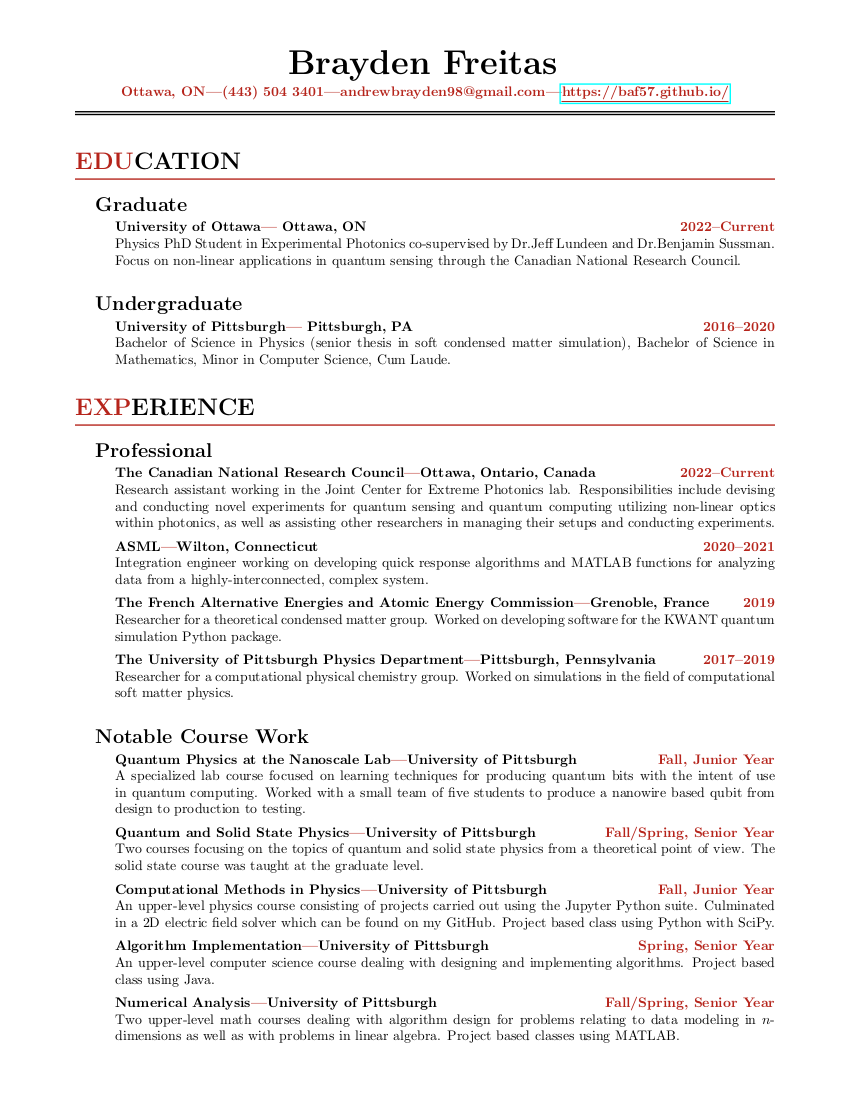 Brayden Freitas
Ottawa, ON—(443) 504 3401—andrewbrayden98@gmail.com—https://baf57.github.io/
EDUCATION
Graduate
University of Ottawa— Ottawa, ON 2022–Current
Physics PhD Student in Experimental Photonics co-supervised by Dr.Jeff Lundeen and Dr.Benjamin Sussman.
Focus on non-linear applications in quantum sensing through the Canadian National Research Council.
Undergraduate
University of Pittsburgh— Pittsburgh, PA 2016–2020
Bachelor of Science in Physics (senior thesis in soft condensed matter simulation), Bachelor of Science in
Mathematics, Minor in Computer Science, Cum Laude.
EXPERIENCE
Professional
The Canadian National Research Council—Ottawa, Ontario, Canada 2022–Current
Research assistant working in the Joint Center for Extreme Photonics lab. Responsibilities include devising
and conducting novel experiments for quantum sensing and quantum computing utilizing non-linear optics
within photonics, as well as assisting other researchers in managing their setups and conducting experiments.
ASML—Wilton, Connecticut 2020–2021
Integration engineer working on developing quick response algorithms and MATLAB functions for analyzing
data from a highly-interconnected, complex system.
The French Alternative Energies and Atomic Energy Commission—Grenoble, France 2019
Researcher for a theoretical condensed matter group. Worked on developing software for the KWANT quantum
simulation Python package.
The University of Pittsburgh Physics Department—Pittsburgh, Pennsylvania 2017–2019
Researcher for a computational physical chemistry group. Worked on simulations in the field of computational
soft matter physics.
Notable Course Work
Quantum Physics at the Nanoscale Lab—University of Pittsburgh Fall, Junior Year
A specialized lab course focused on learning techniques for producing quantum bits with the intent of use
in quantum computing. Worked with a small team of five students to produce a nanowire based qubit from
design to production to testing.
Quantum and Solid State Physics—University of Pittsburgh Fall/Spring, Senior Year
Two courses focusing on the topics of quantum and solid state physics from a theoretical point of view. The
solid state course was taught at the graduate level.
Computational Methods in Physics—University of Pittsburgh Fall, Junior Year
An upper-level physics course consisting of projects carried out using the Jupyter Python suite. Culminated
in a 2D electric field solver which can be found on my GitHub. Project based class using Python with SciPy.
Algorithm Implementation—University of Pittsburgh Spring, Senior Year
An upper-level computer science course dealing with designing and implementing algorithms. Project based
class using Java.
Numerical Analysis—University of Pittsburgh Fall/Spring, Senior Year
Two upper-level math courses dealing with algorithm design for problems relating to data modeling in n-
dimensions as well as with problems in linear algebra. Project based classes using MATLAB.